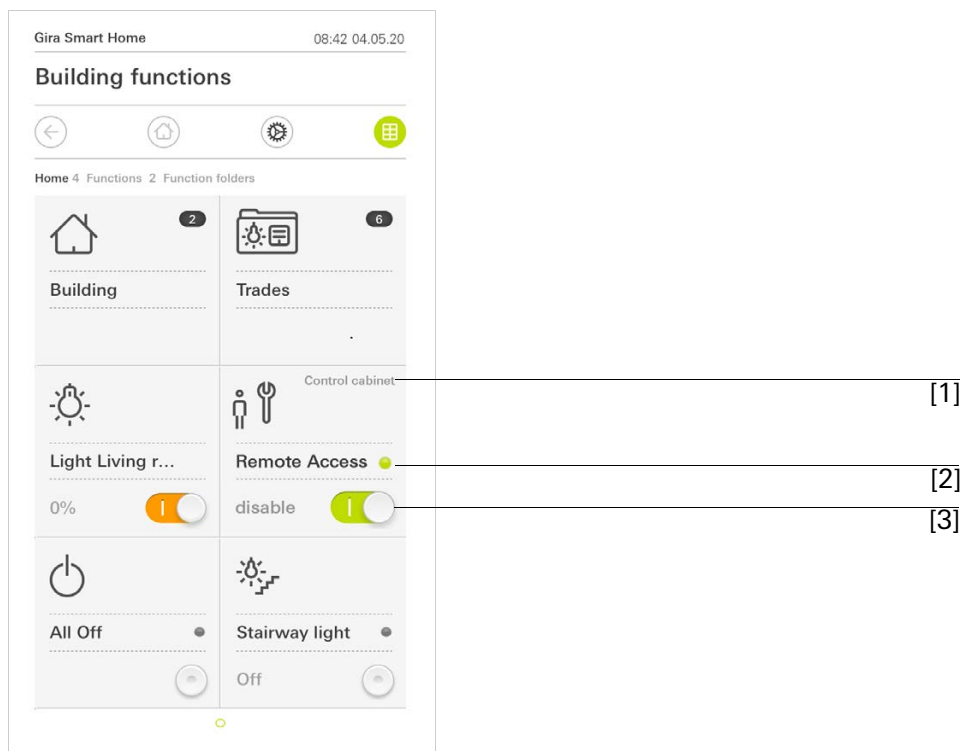 Gira Smart Home 08:42 04.05.20
Building functions
Home 4 Functions 2 Function folders
2 6
Building Trades
Control cabinet
[1]
Light Living r... Remote Access
[2]
0% disable
[3]
All Off Stairway light
Off